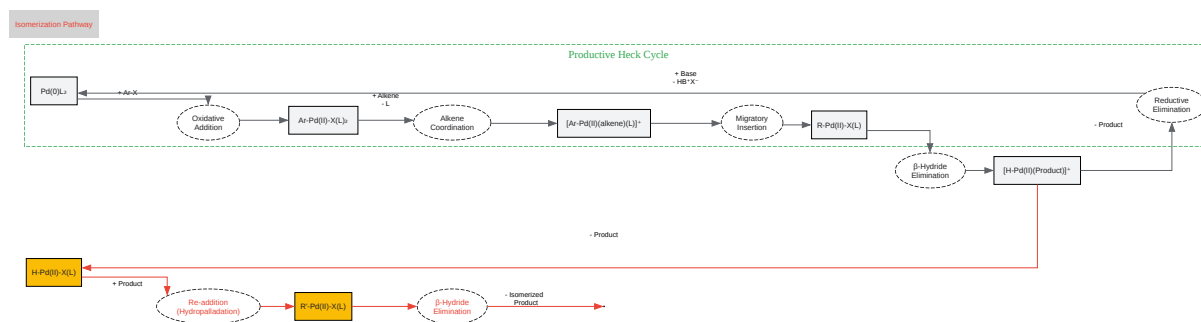 Isomerization Pathway
Productive Heck Cycle
+ Base
- HB⁺X⁻
Pd(0)L₂
+ Ar-X
+ Alkene
- L
Reductive
Elimination
Oxidative
Addition
Ar-Pd(II)-X(L)₂
Alkene
Coordination
[Ar-Pd(II)(alkene)(L)]⁺
Migratory
Insertion
R-Pd(II)-X(L)
- Product
β-Hydride
Elimination
[H-Pd(II)(Product)]⁺
- Product
H-Pd(II)-X(L)
+ Product
Re-addition
(Hydropalladation)
R'-Pd(II)-X(L)
β-Hydride
Elimination
- Isomerized
Product